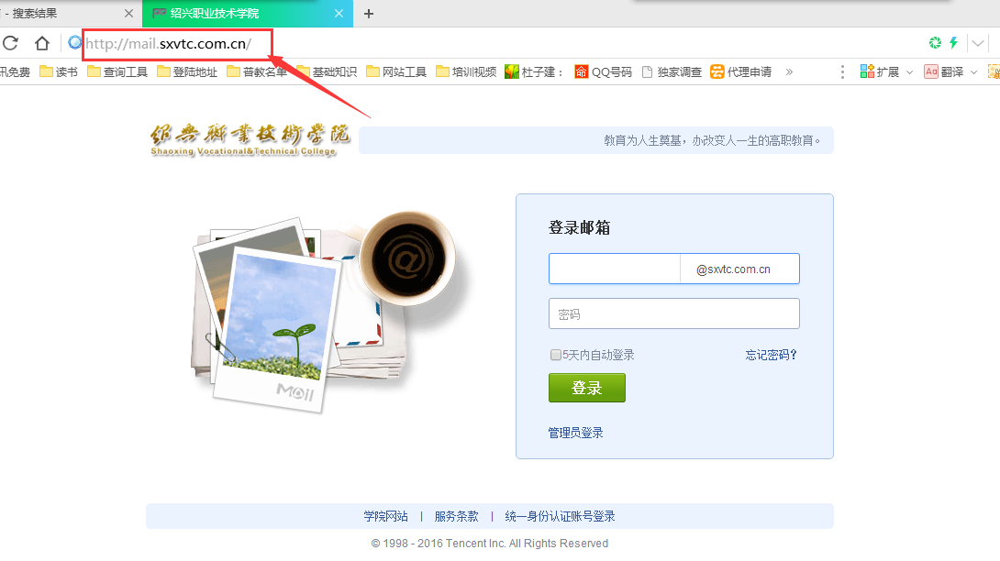 - 搜索结果
绍兴职业技术学院
http://mail.sxvtc.com.cn/
讯免费 读书 查询工具 登陆地址 普教名单 基础知识 网站工具 培训视频 杜子建： 命 QQ号码 独家调查 代理申请 » 扩展 Aa 翻译
绍兴职业技术学院
Shaoxing Vocational&Technical College
教育为人生奠基，办改变人一生的高职教育。
登录邮箱
@sxvtc.com.cn
密码
5天内自动登录 忘记密码?
登录
管理员登录
@
Mail
学院网站 | 服务条款 | 统一身份认证账号登录
© 1998 - 2016 Tencent Inc. All Rights Reserved